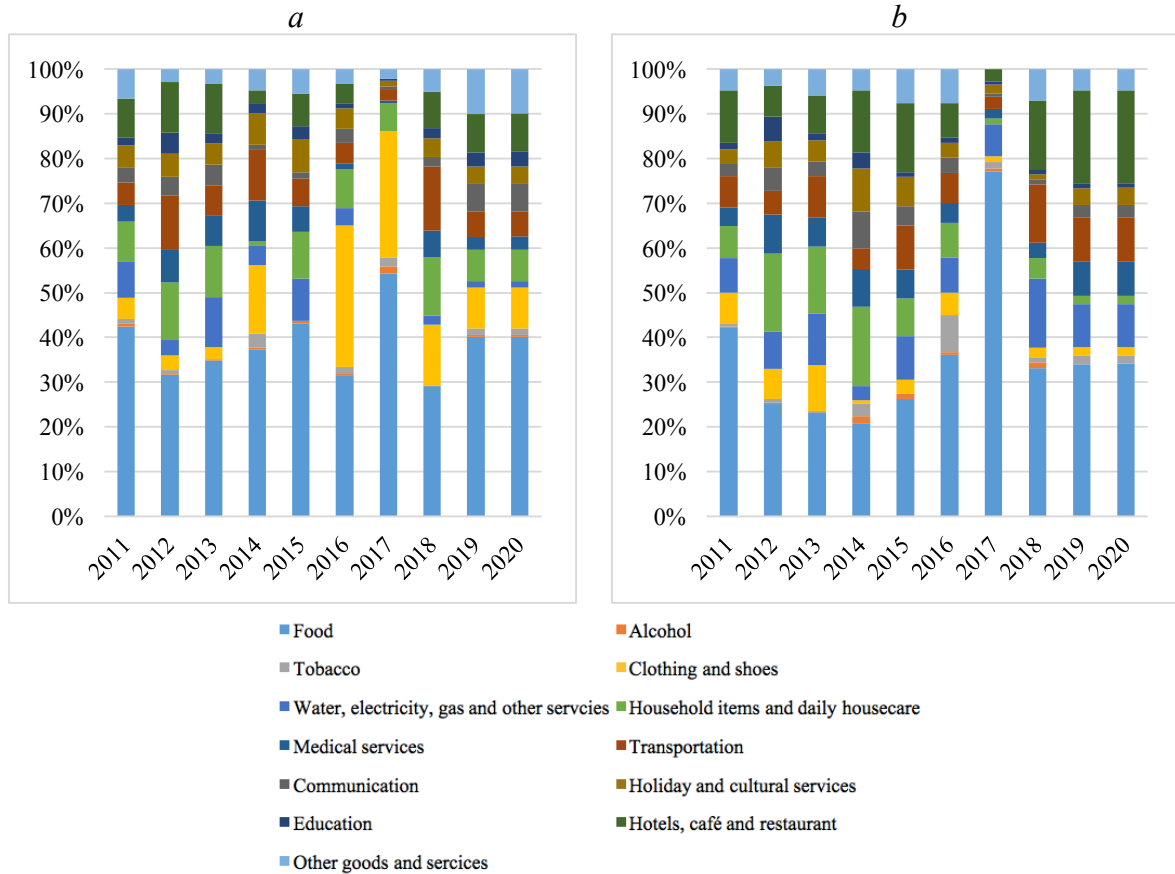 a
b
100%
90%
80%
70%
60%
50%
40%
30%
20%
10%
0%
2011
2012
2013
2014
2015
2016
2017
2018
2019
2020
100%
90%
80%
70%
60%
50%
40%
30%
20%
10%
0%
2011
2012
2013
2014
2015
2016
2017
2018
2019
2020
Food
Alcohol
Tobacco
Clothing and shoes
Water, electricity, gas and other servcies
Household items and daily housecare
Medical services
Transportation
Communication
Holiday and cultural services
Education
Hotels, café and restaurant
Other goods and sercices